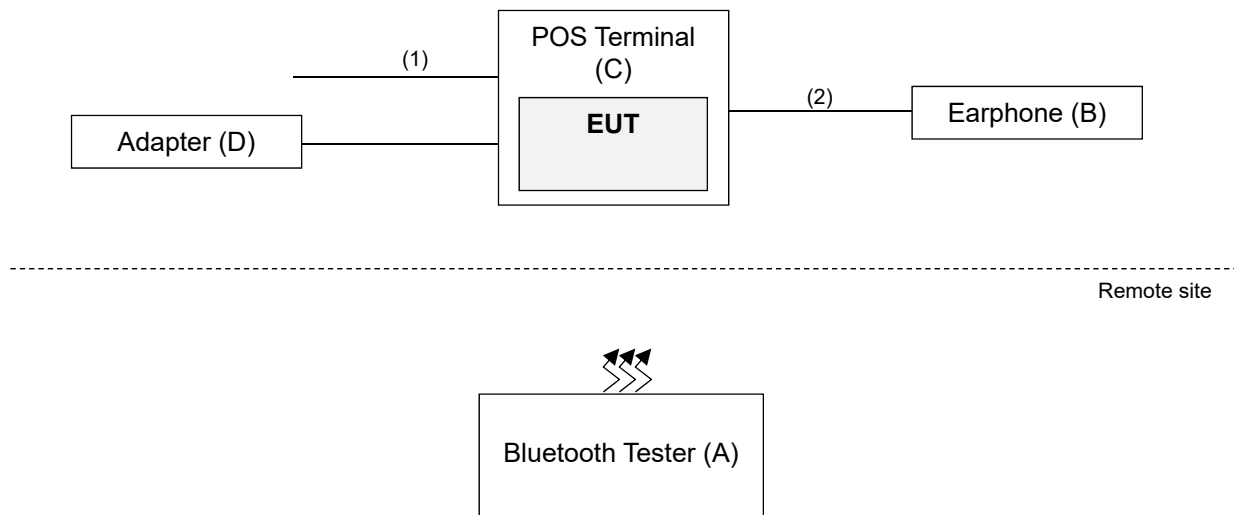 POS Terminal
(C)
(1)
EUT
(2)
Earphone (B)
Adapter (D)
Remote site
Bluetooth Tester (A)